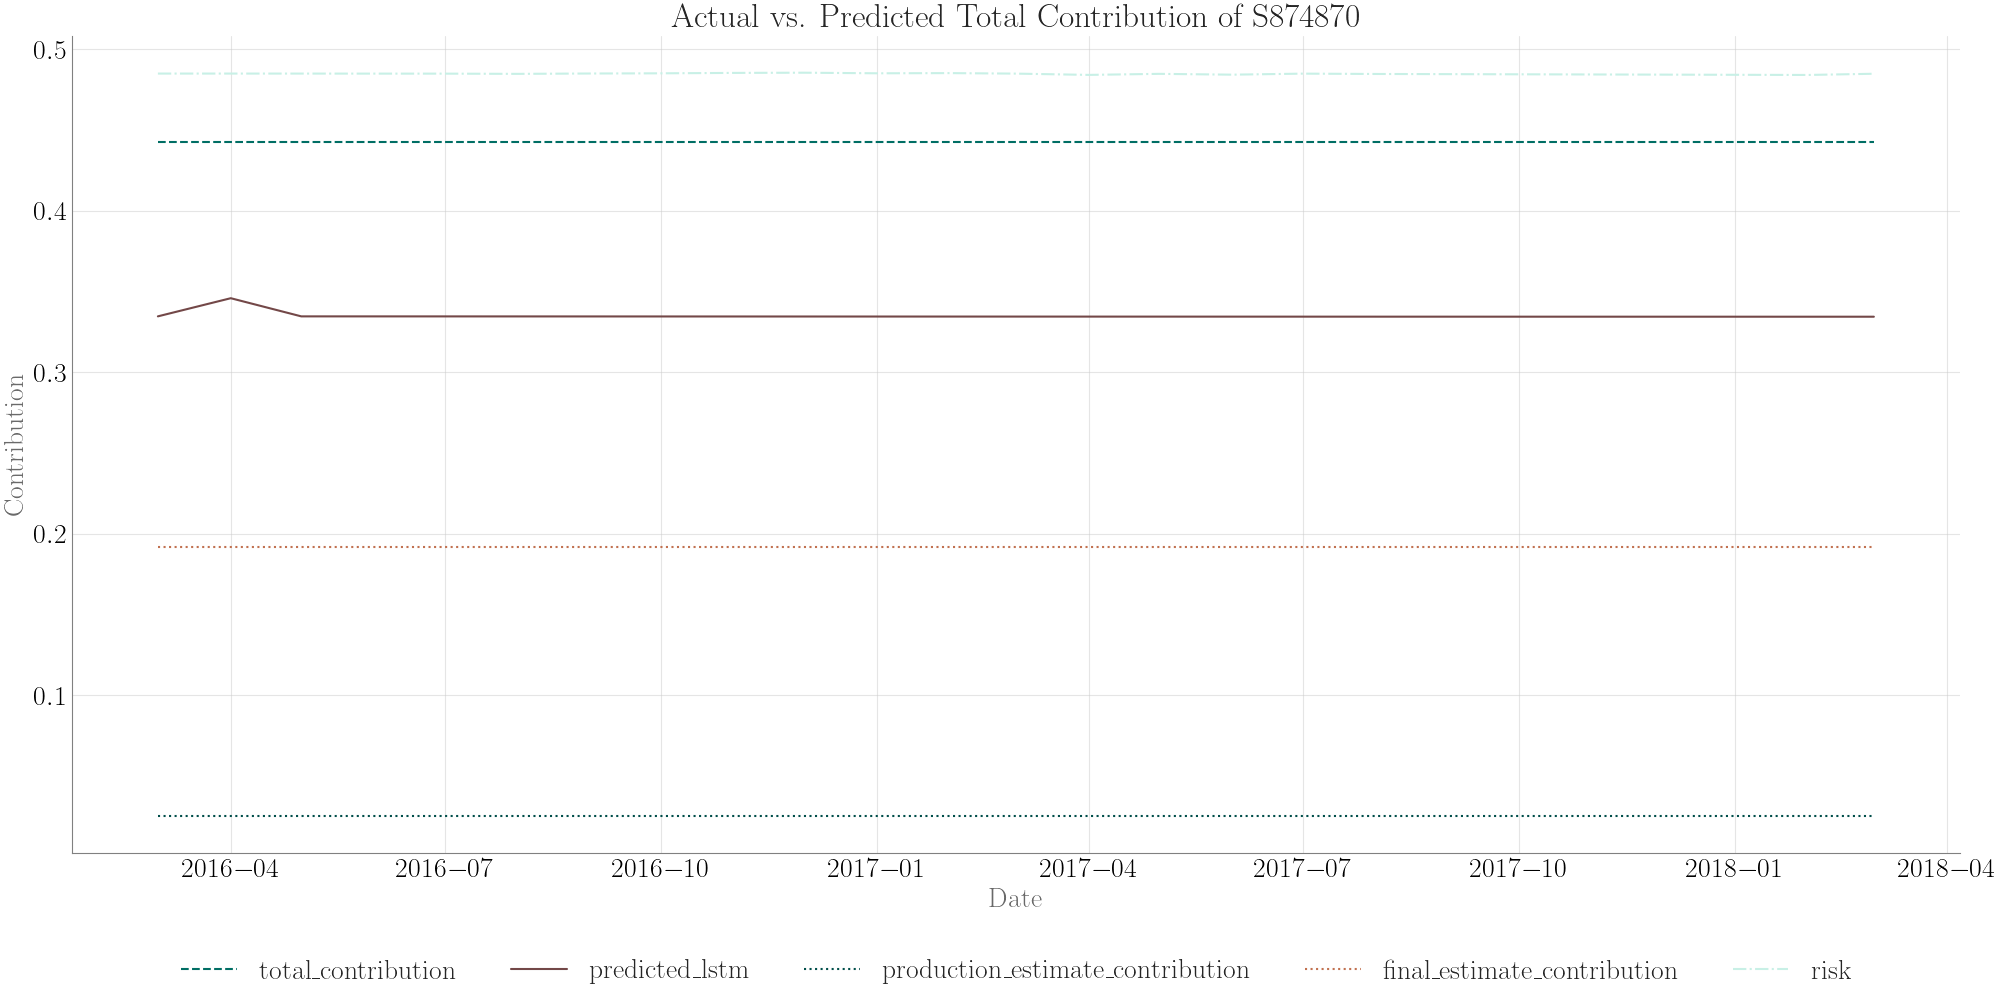 Actual vs. Predicted Total Contribution of S874870
0.5
0.4
0.3
0.2
0.1
Contribution
2016–04 2016–07 2016–10 2017–01 2017–04 2017–07 2017–10 2018–01 2018–04
Date
total_contribution predicted_lstm production_estimate_contribution final_estimate_contribution risk